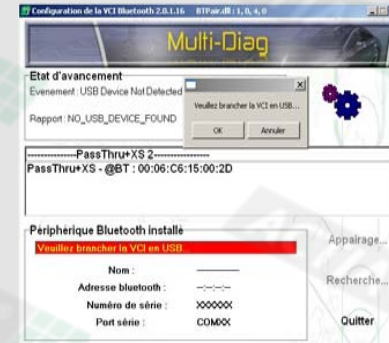 Configuration de la VCI Bluetooth 2.0.1.16 BTPair.dll : 1, 0, 4, 0
Multi-Diag
Etat d'avancement
Evenement : USB Device Not Detected
Rapport : NO_USB_DEVICE_FOUND
Veuillez brancher la VCI en USB...
OK
Annuler
---------------PassThru+XS 2-----------------
PassThru+XS - @BT : 00:06:C6:15:00:2D
Périphérique Bluetooth installé
Veuillez brancher la VCI en USB...
Nom : ----------
Adresse bluetooth : --:--:--
Numéro de série : XXXXXX
Port série : COMXX
Appairage...
Recherche...
Quitter